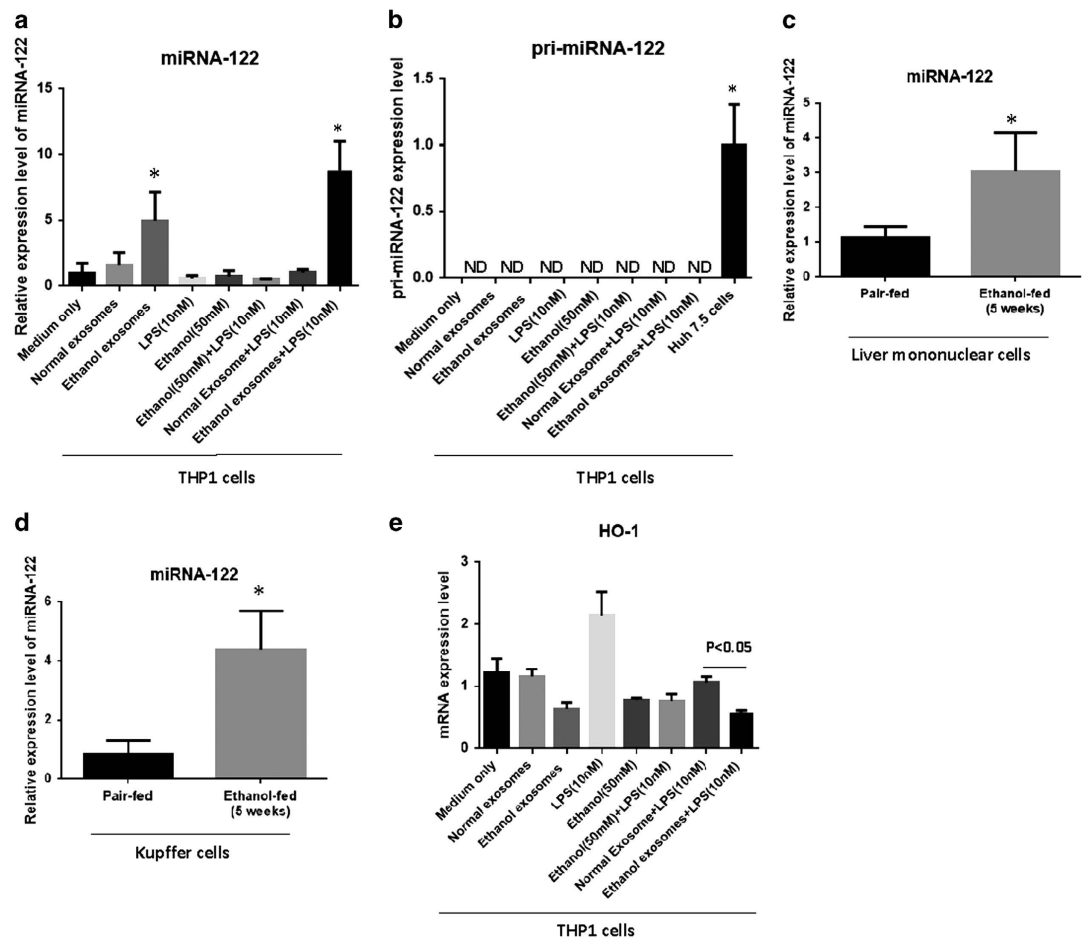 a
miRNA-122
Relative expression level of miRNA-122
15
10
5
0
*
*
Medium only
Normal exosomes
Ethanol exosomes
LPS(10nM)
Ethanol(50mM)
Ethanol(50mM)+LPS(10nM)
Normal Exosome+LPS(10nM)
Ethanol exosomes+LPS(10nM)
THP1 cells
b
pri-miRNA-122
pri-miRNA-122 expression level
1.5
1.0
0.5
0.0
ND ND ND ND ND ND ND ND
*
Medium only
Normal exosomes
Ethanol exosomes
LPS(10nM)
Ethanol(50mM)
Ethanol(50mM)+LPS(10nM)
Normal Exosome+LPS(10nM)
Ethanol exosomes+LPS(10nM)
Huh 7.5 cells
THP1 cells
c
miRNA-122
Relative expression level of miRNA-122
5
4
3
2
1
0
*
Pair-fed
Ethanol-fed
(5 weeks)
Liver mononuclear cells
d
miRNA-122
Relative expression level of miRNA-122
6
4
2
0
*
Pair-fed
Ethanol-fed
(5 weeks)
Kupffer cells
e
HO-1
mRNA expression level
3
2
1
0
P<0.05
Medium only
Normal exosomes
Ethanol exosomes
LPS(10nM)
Ethanol(50nM)
Ethanol(50mM)+LPS(10nM)
Normal Exosome+LPS(10nM)
Ethanol exosomes+LPS(10nM)
THP1 cells